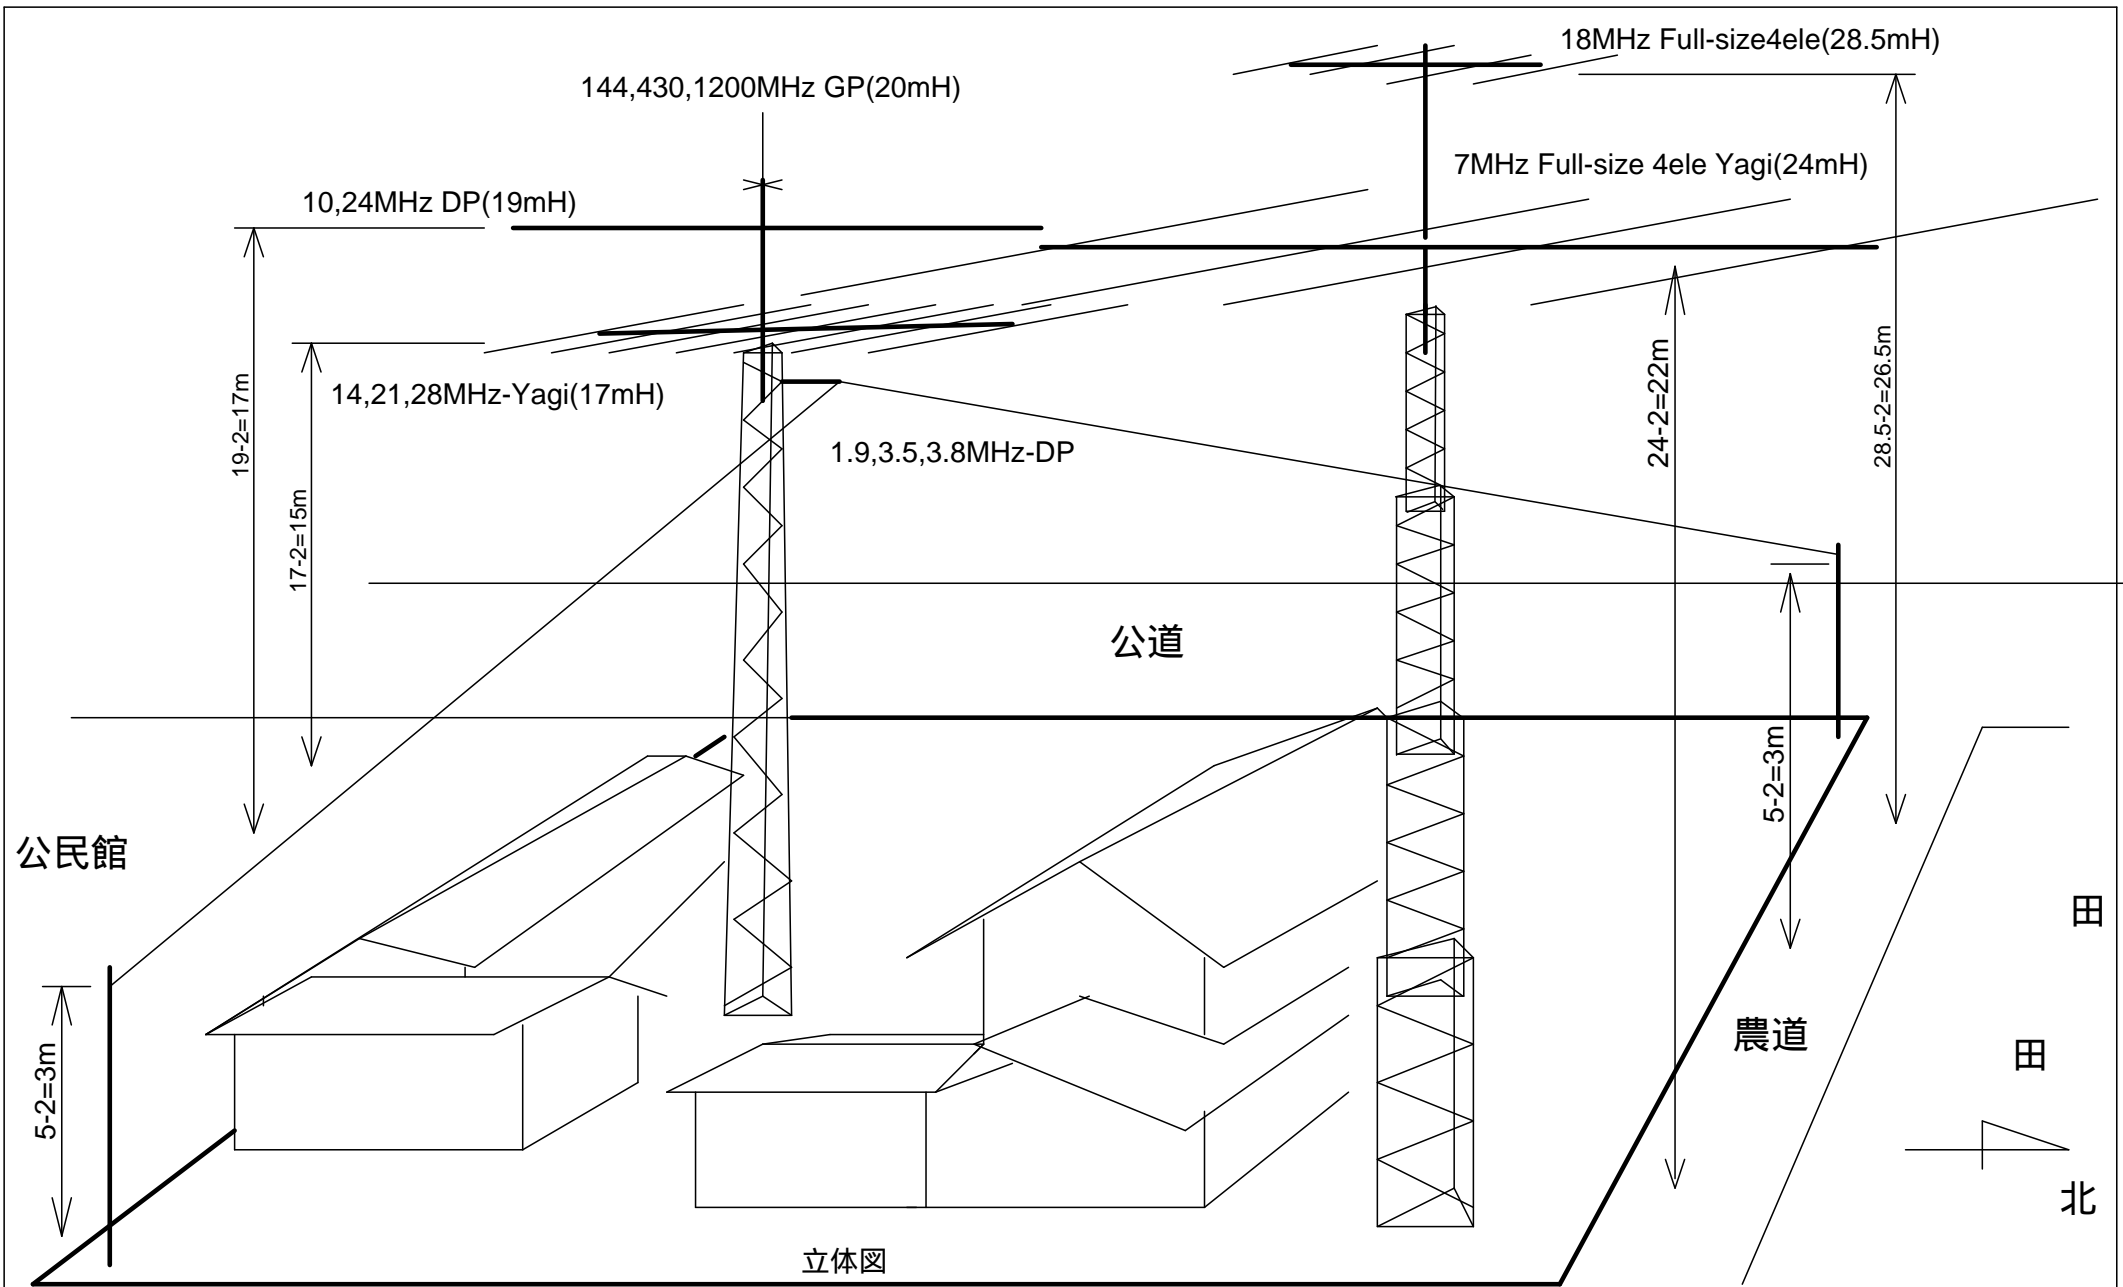 18MHz Full-size4ele(28.5mH)
144,430,1200MHz GP(20mH)
7MHz Full-size 4ele Yagi(24mH)
10,24MHz DP(19mH)
14,21,28MHz-Yagi(17mH)
1.9,3.5,3.8MHz-DP
19-2=17m
17-2=15m
24-2=22m
28.5-2=26.5m
公道
5-2=3m
公民館
田
農道
田
5-2=3m
北
立体図